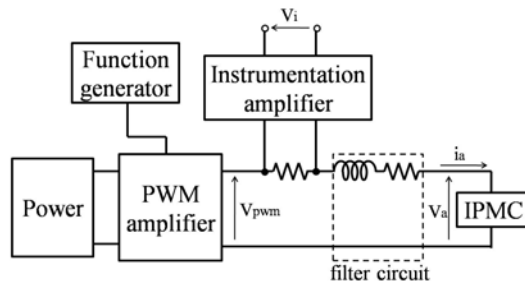 Vi
Function
generator
Instrumentation
amplifier
Power
PWM
amplifier
Vpwm
ia
Va
IPMC
filter circuit